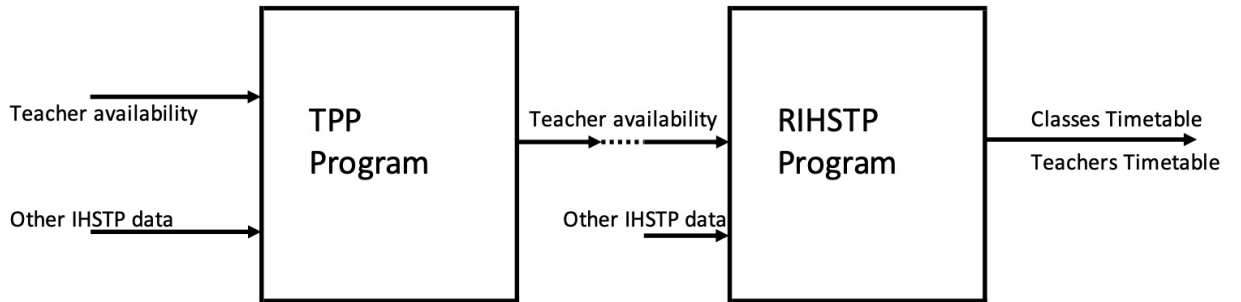 Teacher availability
Other IHSTP data
TPP
Program
Teacher availability
Other IHSTP data
RIHSTP
Program
Classes Timetable
Teachers Timetable